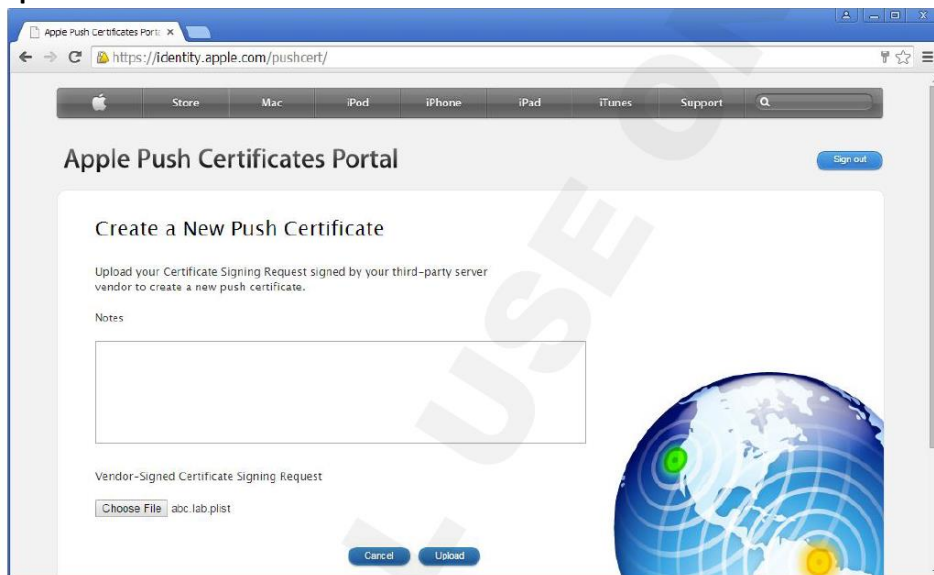 Apple Push Certificates Port
https://identity.apple.com/pushcert/
Store Mac iPod iPhone iPad iTunes Support
Apple Push Certificates Portal
Sign out
Create a New Push Certificate
Upload your Certificate Signing Request signed by your third-party server
vendor to create a new push certificate.
Notes
Vendor-Signed Certificate Signing Request
Choose File abc.lab.plist
Cancel Upload
USE